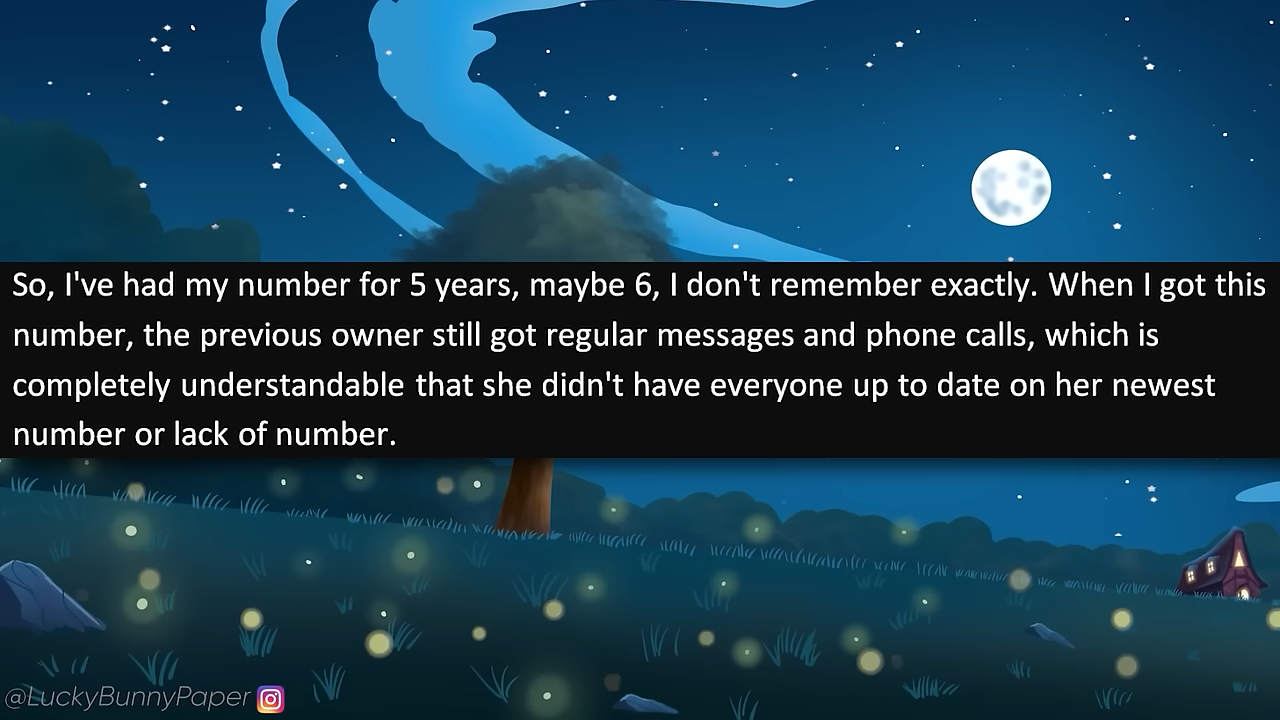 So, I've had my number for 5 years, maybe 6, I don't remember exactly. When I got this
number, the previous owner still got regular messages and phone calls, which is
completely understandable that she didn't have everyone up to date on her newest
number or lack of number.
@LuckyBunnyPaper